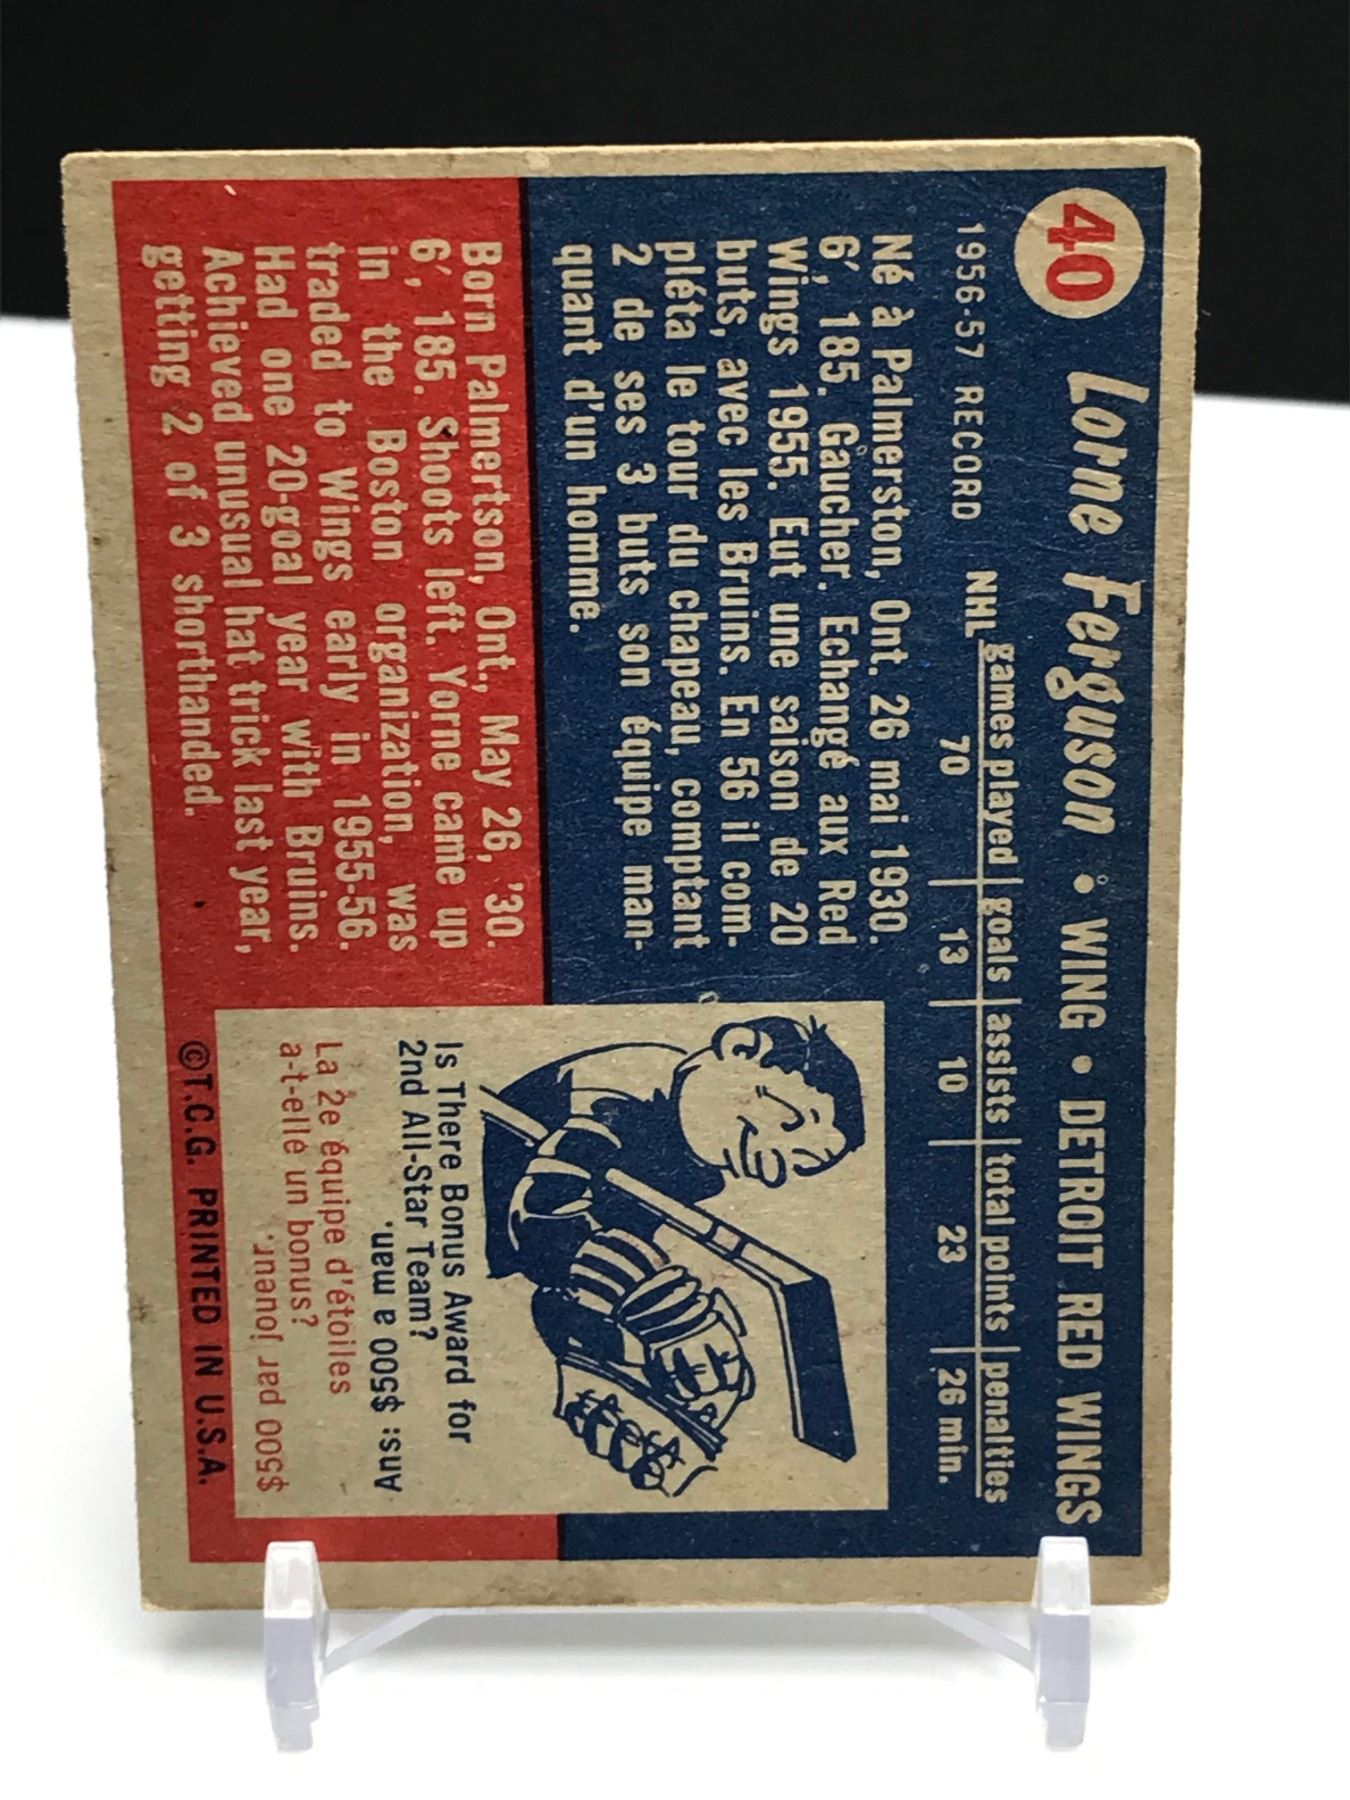 40 Lorne Ferguson • WING • DETROIT RED WINGS
1956-57 RECORD NHL games played goals assists total points penalties
70 13 10 23 26 min.
Né à Palmerston, Ont. 26 mai 1930.
6', 185. Gaucher. Echangé aux Red
Wings 1955. Eut une saison de 20
buts, avec les Bruins. En 56 il com-
pléta le tour du chapeau, comptant
2 de ses 3 buts son équipe man-
quant d'un homme.
Born Palmertson, Ont., May 26, '30.
6', 185. Shoots left. Yorne came up
in the Boston organization, was
traded to Wings early in 1955-56.
Had one 20-goal year with Bruins.
Achieved unusual hat trick last year,
getting 2 of 3 shorthanded.
Is There Bonus Award for
2nd All-Star Team?
Ans: $500 a man.
La 2e équipe d'étoiles
a-t-elle un bonus?
$500 par joueur.
©T.C.G. PRINTED IN U.S.A.